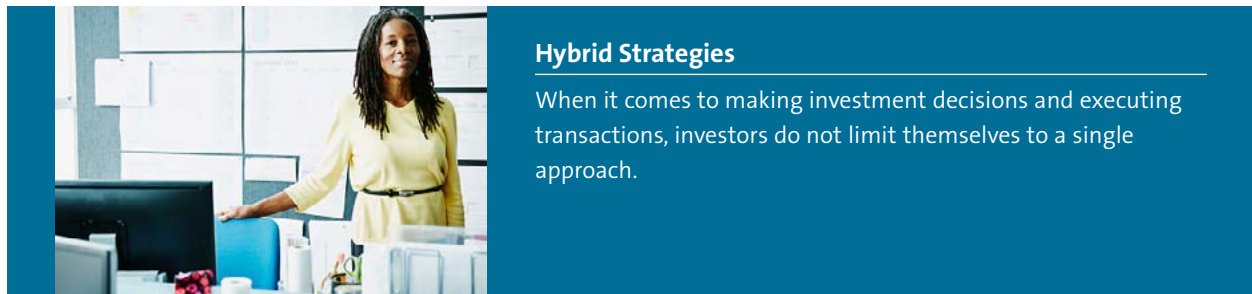 Hybrid Strategies
When it comes to making investment decisions and executing
transactions, investors do not limit themselves to a single
approach.